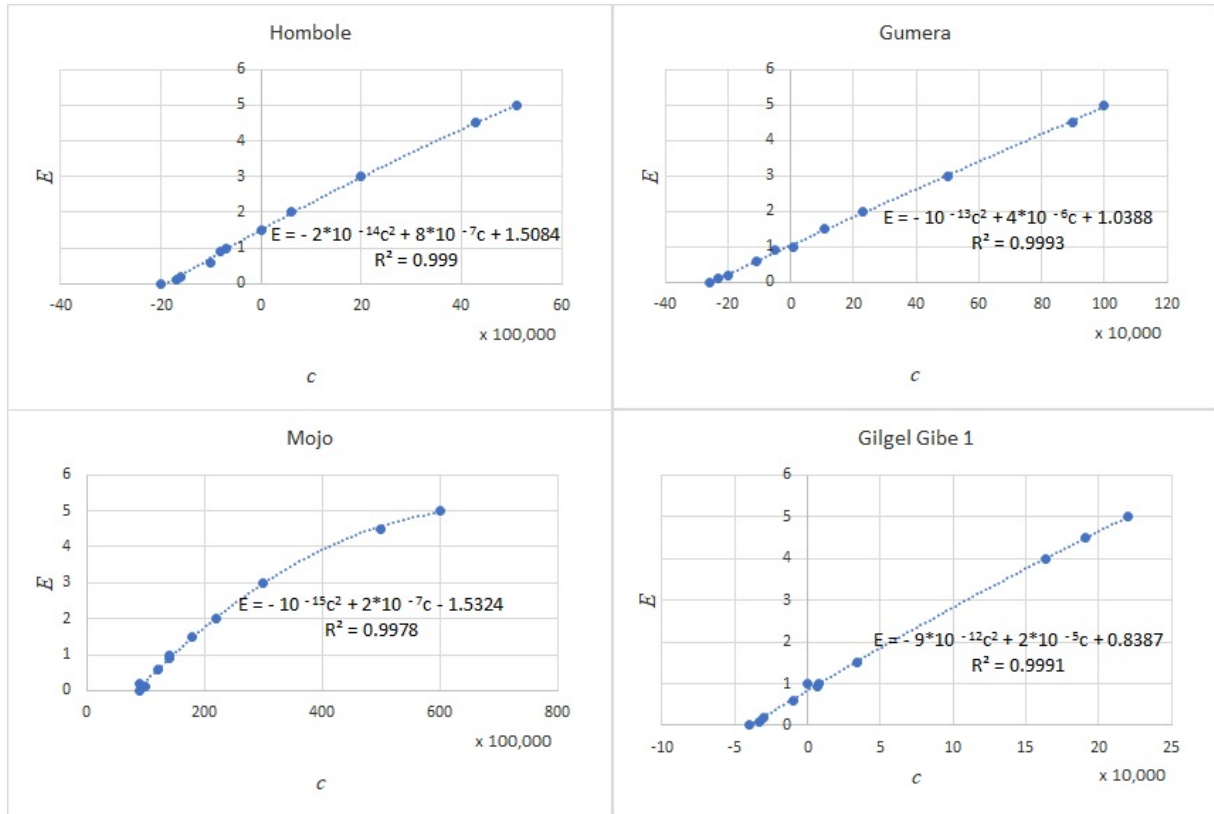 Hombole
6
5
4
3
2
1
0
E
E = - 2*10 ⁻¹⁴c² + 8*10 ⁻⁷c + 1.5084
R² = 0.999
-40 -20 0 20 40 60
x 100,000
c
Gumera
6
5
4
3
2
1
0
E
E = - 10 ⁻¹³c² + 4*10 ⁻⁶c + 1.0388
R² = 0.9993
-40 -20 0 20 40 60 80 100 120
x 10,000
c
Mojo
6
5
4
3
2
1
0
E
E = - 10 ⁻¹⁵c² + 2*10 ⁻⁷c - 1.5324
R² = 0.9978
0 200 400 600 800
x 100,000
c
Gilgel Gibe 1
6
5
4
3
2
1
0
E
E = - 9*10 ⁻¹²c² + 2*10 ⁻⁵c + 0.8387
R² = 0.9991
-10 -5 0 5 10 15 20 25
c x 10,000